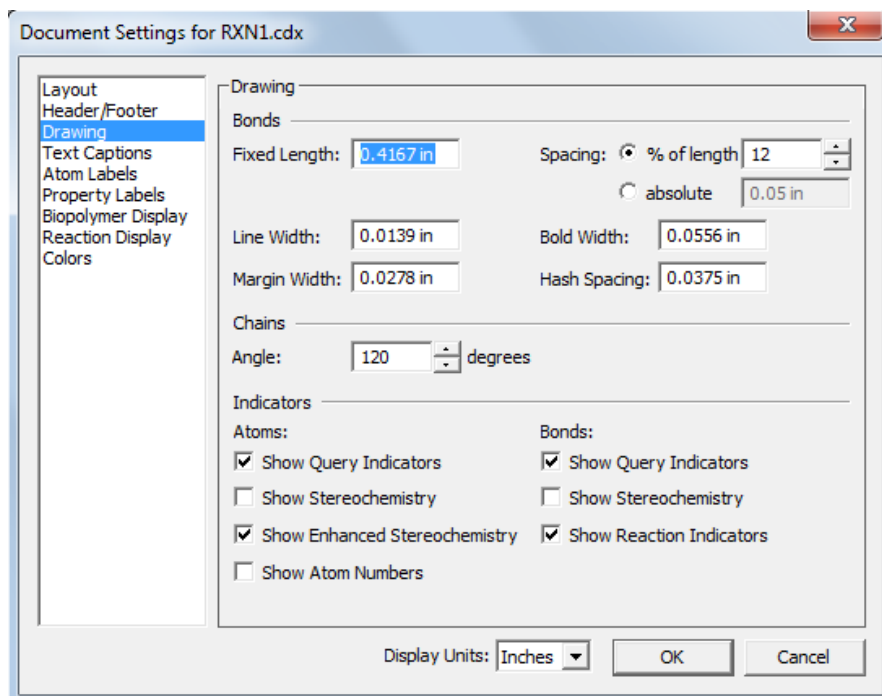 Document Settings for RXN1.cdx
Layout
Header/Footer
Drawing
Text Captions
Atom Labels
Property Labels
Biopolymer Display
Reaction Display
Colors
Drawing
Bonds
Fixed Length: 0.4167 in Spacing: % of length 12
absolute 0.05 in
Line Width: 0.0139 in Bold Width: 0.0556 in
Margin Width: 0.0278 in Hash Spacing: 0.0375 in
Chains
Angle: 120 degrees
Indicators
Atoms: Bonds:
Show Query Indicators Show Query Indicators
Show Stereochemistry Show Stereochemistry
Show Enhanced Stereochemistry Show Reaction Indicators
Show Atom Numbers
Display Units: Inches OK Cancel